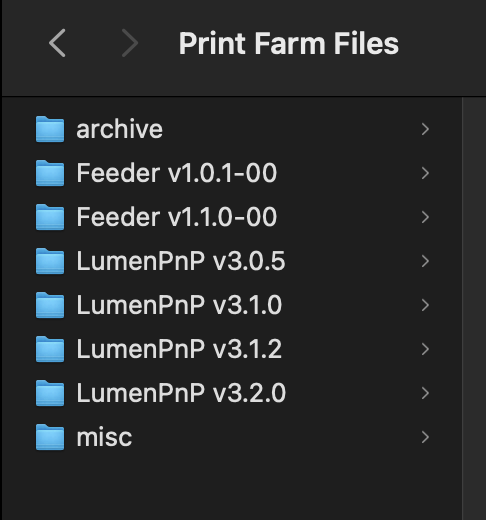 Print Farm Files
archive
Feeder v1.0.1-00
Feeder v1.1.0-00
LumenPnP v3.0.5
LumenPnP v3.1.0
LumenPnP v3.1.2
LumenPnP v3.2.0
misc